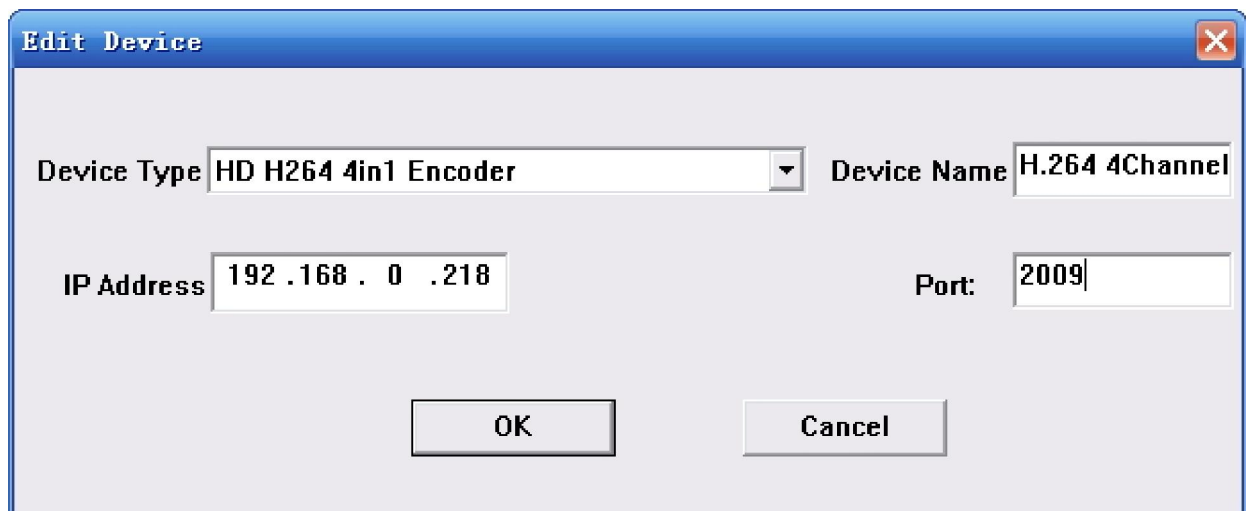 Edit Device
Device Type HD H264 4in1 Encoder Device Name H.264 4Channel
IP Address 192 .168 . 0 .218 Port: 2009
OK Cancel